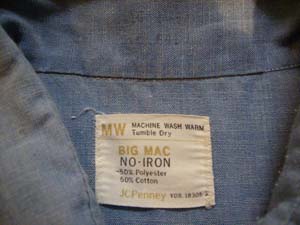 MW MACHINE WASH WARM
Tumble Dry
BIG MAC
NO-IRON
50% Polyester
50% Cotton
JCPenney